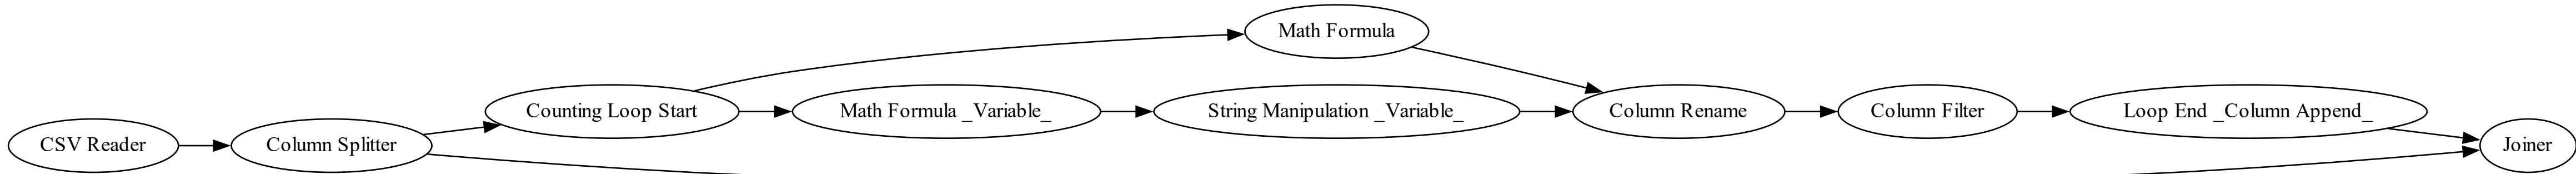 Math Formula
Counting Loop Start
Math Formula _Variable_
String Manipulation _Variable_
Column Rename
Column Filter
Loop End _Column Append_
CSV Reader
Column Splitter
Joiner